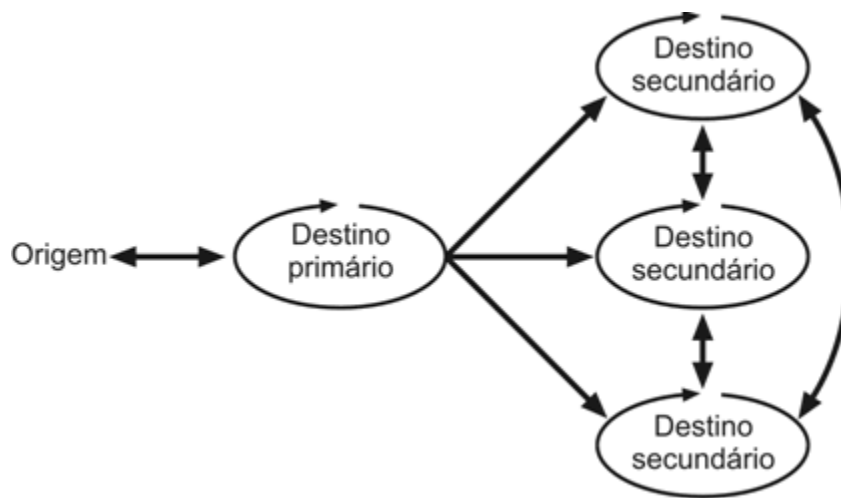 Destino
secundário
Origem
Destino
primário
Destino
secundário
Destino
secundário